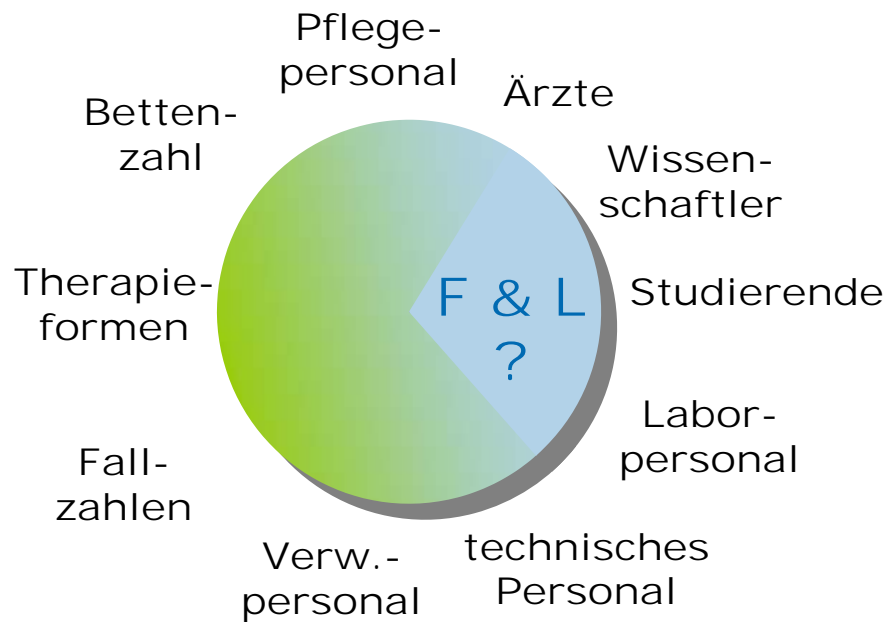 Pflege-
personal
Ärzte
Betten-
zahl
Wissen-
schaftler
Therapie-
formen
F & L
?
Studierende
Labor-
personal
Fall-
zahlen
Verw.-
personal
technisches
Personal